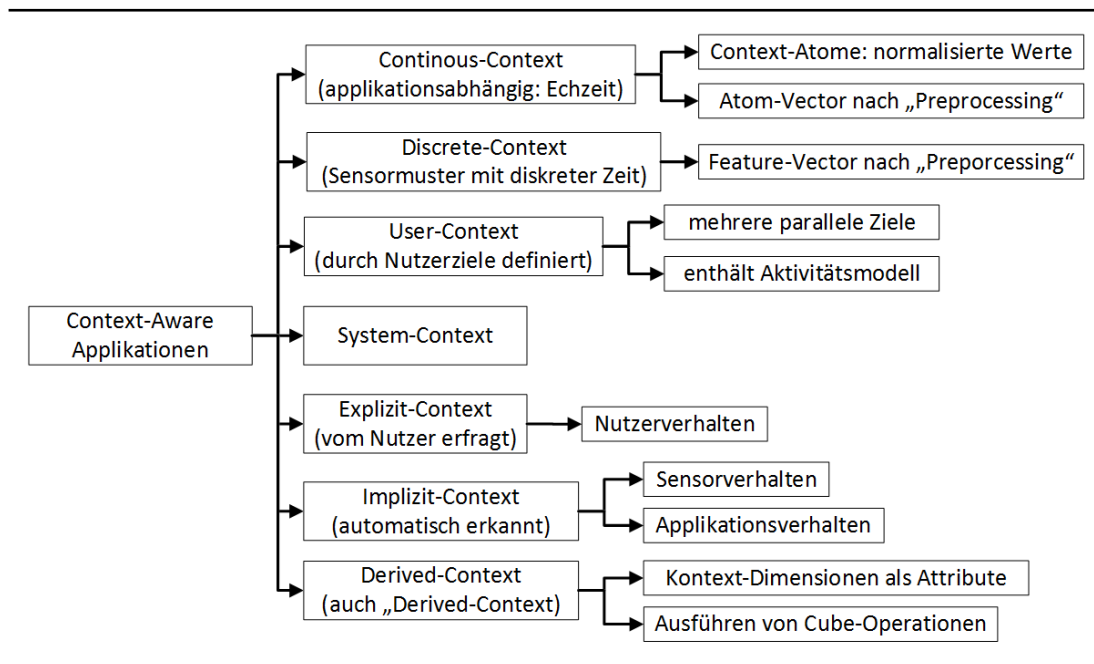 Continous-Context
(applikationsabhängig: Echzeit)
Context-Atome: normalisierte Werte
Atom-Vector nach „Preprocessing“
Discrete-Context
(Sensormuster mit diskreter Zeit)
Feature-Vector nach „Preporcessing“
User-Context
(durch Nutzerziele definiert)
mehrere parallele Ziele
enthält Aktivitätsmodell
Context-Aware
Applikationen
System-Context
Explizit-Context
(vom Nutzer erfragt)
Nutzerverhalten
Implizit-Context
(automatisch erkannt)
Sensorverhalten
Applikationsverhalten
Derived-Context
(auch „Derived-Context)
Kontext-Dimensionen als Attribute
Ausführen von Cube-Operationen